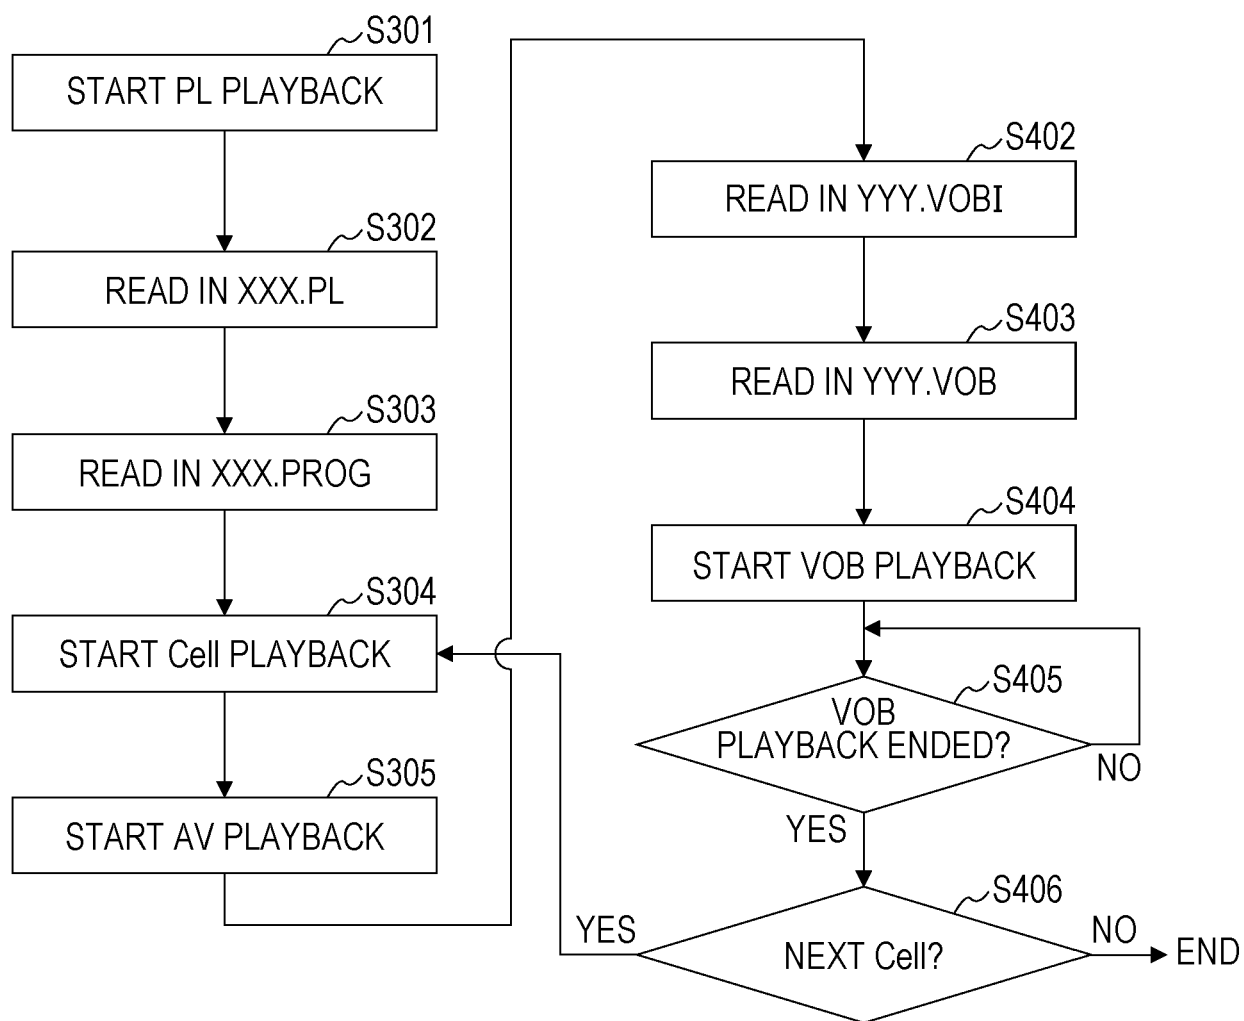 S301
START PL PLAYBACK
S302
READ IN XXX.PL
S303
READ IN XXX.PROG
S304
START Cell PLAYBACK
S305
START AV PLAYBACK
S402
READ IN YYY.VOBI
S403
READ IN YYY.VOB
S404
START VOB PLAYBACK
S405
VOB
PLAYBACK ENDED?
NO
YES
S406
NEXT Cell?
YES
NO
END